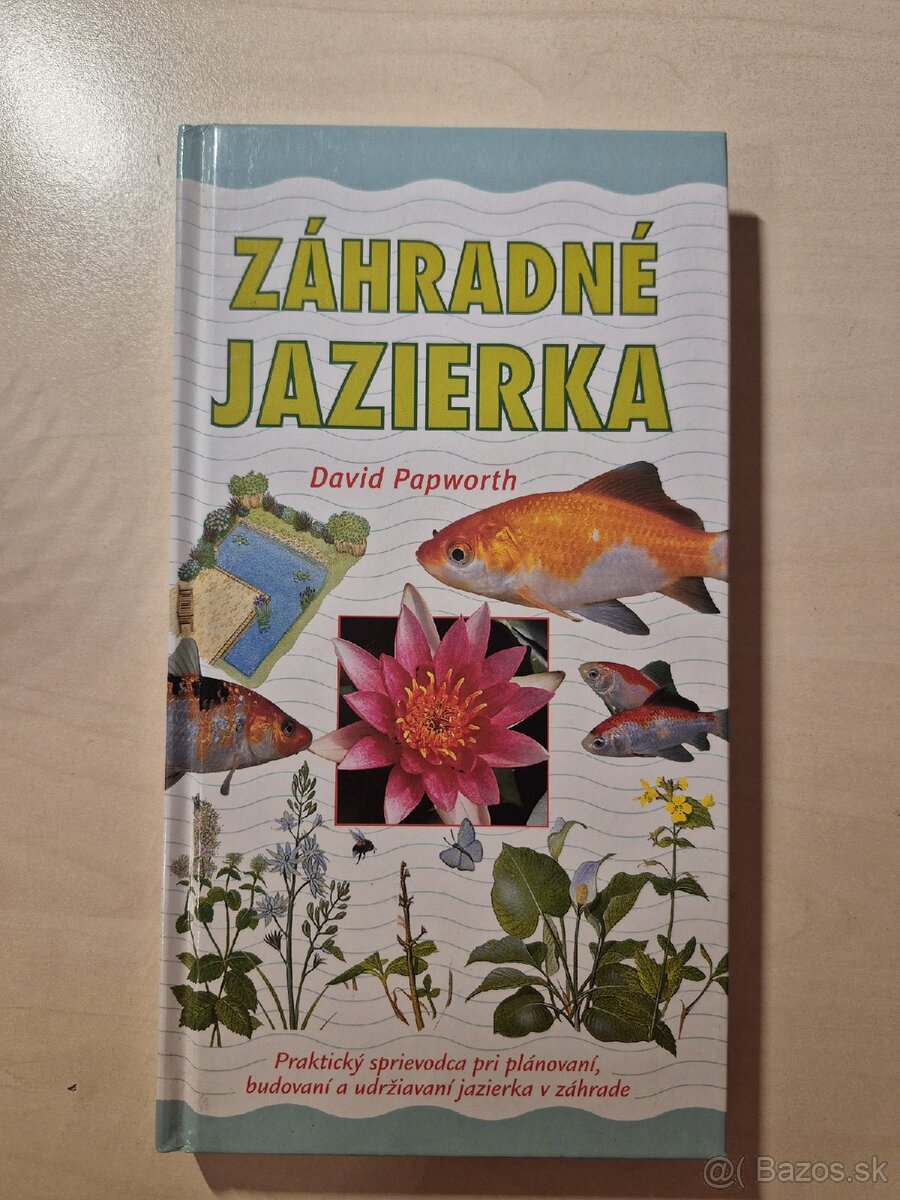 ZÁHRADNÉ
JAZIERKA
David Papworth
Praktický sprievodca pri plánovaní,
budovaní a udržiavaní jazierka v záhrade
@( Bazos.sk